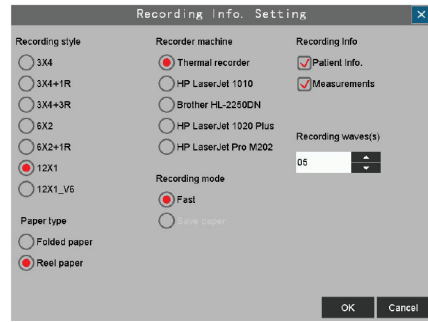 Recording Info. Setting
Recording style
3X4
3X4+1R
3X4+3R
6X2
6X2+1R
12X1
12X1_V6
Paper type
Folded paper
Reel paper
Recorder machine
Thermal recorder
HP LaserJet 1010
Brother HL-2250DN
HP LaserJet 1020 Plus
HP LaserJet Pro M202
Recording mode
Fast
Save paper
Recording Info
Patient Info.
Measurements
Recording waves(s)
05
OK
Cancel